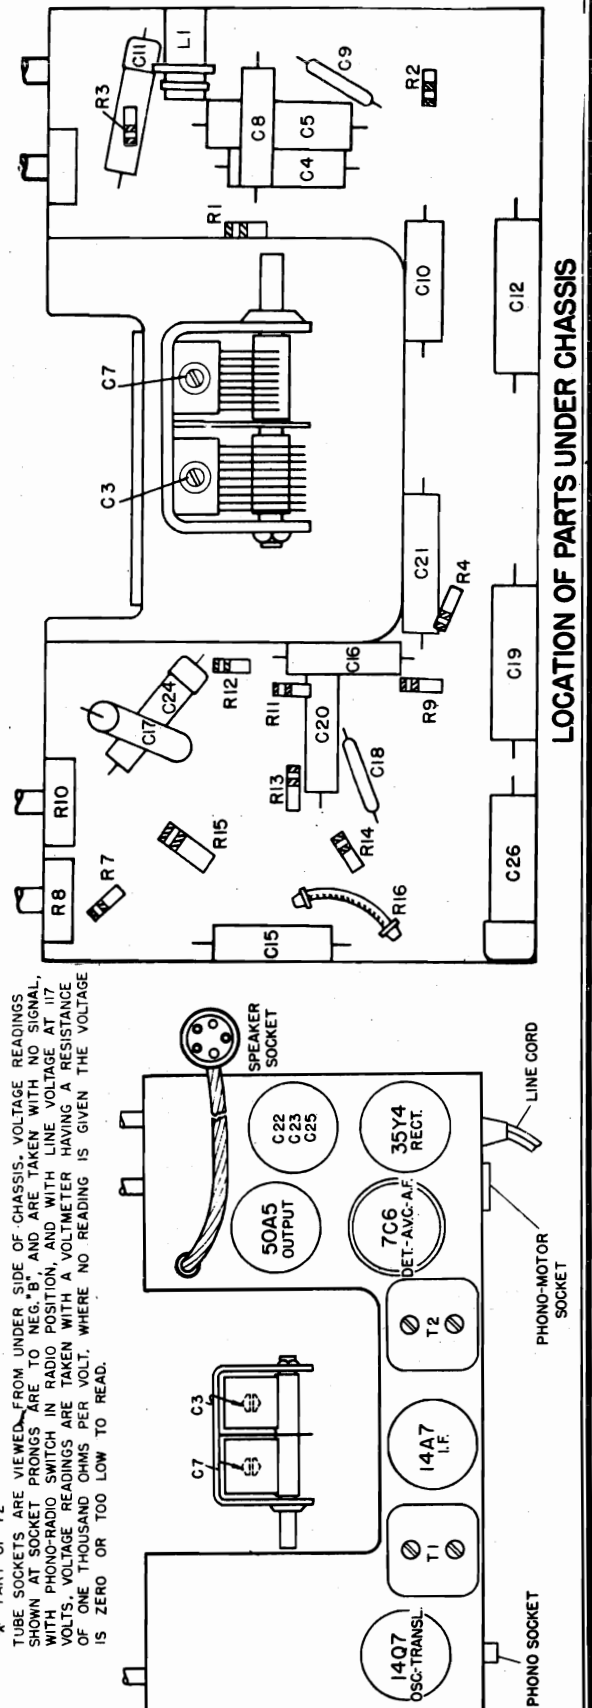 * PART OF T2
TUBE SOCKETS ARE VIEWED FROM UNDER SIDE OF CHASSIS. VOLTAGE READINGS
SHOWN AT SOCKET PRONGS ARE TO NEG. "B", AND ARE TAKEN WITH NO SIGNAL,
WITH PHONO-RADIO SWITCH IN RADIO POSITION, AND WITH LINE VOLTAGE AT 117
VOLTS. VOLTAGE READINGS ARE TAKEN WITH A VOLTMETER HAVING A RESISTANCE
OF ONE THOUSAND OHMS PER VOLT. WHERE NO READING IS GIVEN THE VOLTAGE
IS ZERO OR TOO LOW TO READ.
C7
C3
SPEAKER
SOCKET
50A5
OUTPUT
C22
C23
C25
14Q7
OSC.-TRANSL.
T1
14A7
I.F.
T2
7C6
DET.-A.V.C.-A.F.
35Y4
RECT.
PHONO SOCKET
PHONO-MOTOR
SOCKET
LINE CORD
R8
R10
R7
R15
C17
C24
R12
C15
R16
R14
R13
C18
C20
R11
C16
R9
C26
C19
C21
R4
C3
C7
C10
C12
R1
R3
C11
L1
C8
C5
C4
C9
R2
LOCATION OF PARTS UNDER CHASSIS